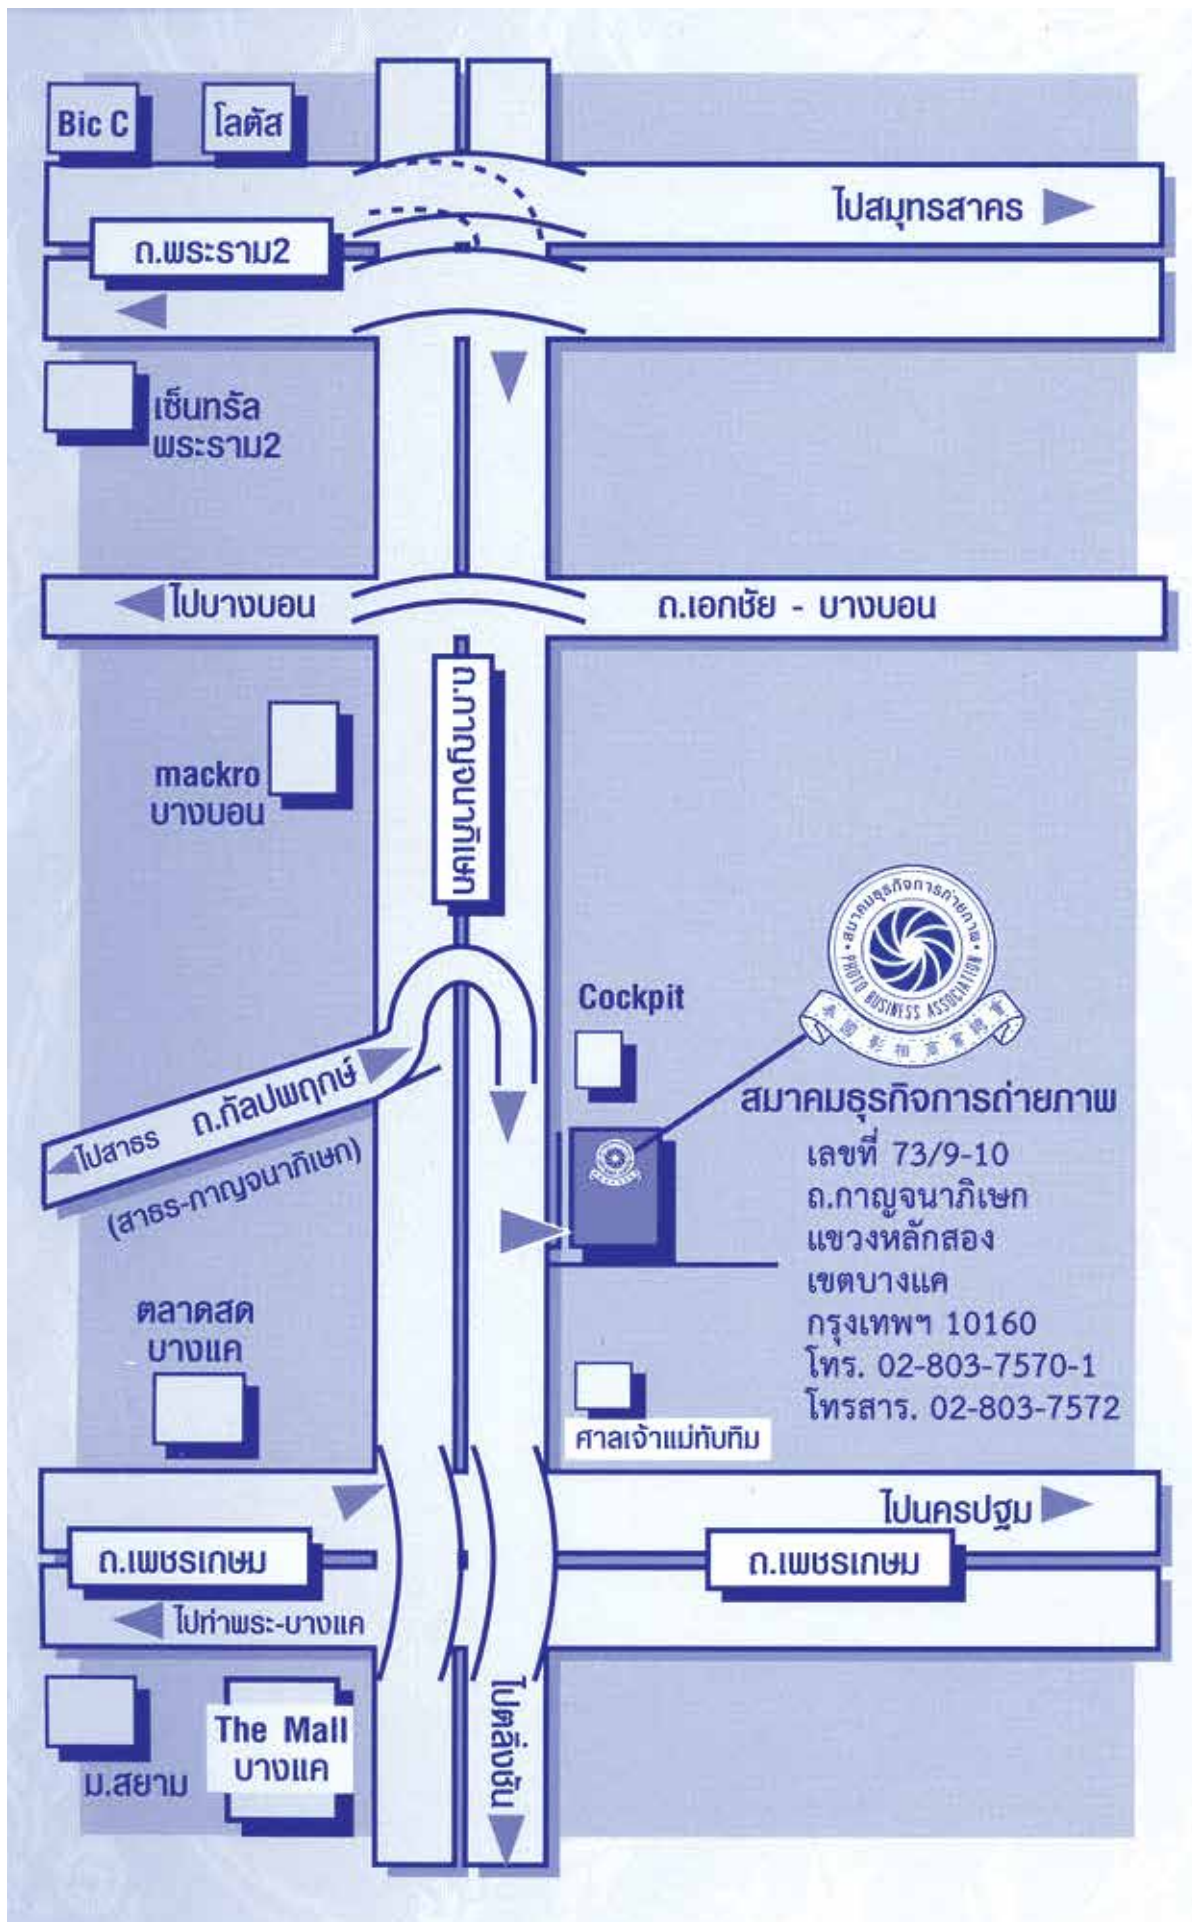 Bic C
โลตัส
ไปสมุทรสาคร
ถ.พระราม2
เซ็นทรัล
พระราม2
ไปบางบอน
ถ.เอกชัย - บางบอน
ถ.กาญจนาภิเษก
mackro
บางบอน
สมาคมธุรกิจการถ่ายภาพ
PHOTO BUSINESS ASSOCIATION
Cockpit
สมาคมธุรกิจการถ่ายภาพ
ถ.กัลปพฤกษ์
ไปสาธร
(สาธร-กาญจนาภิเษก)
เลขที่ 73/9-10
ถ.กาญจนาภิเษก
แขวงหลักสอง
เขตบางแค
กรุงเทพฯ 10160
โทร. 02-803-7570-1
โทรสาร. 02-803-7572
ตลาดสด
บางแค
ศาลเจ้าแม่ทับทิม
ไปนครปฐม
ถ.เพชรเกษม
ถ.เพชรเกษม
ไปท่าพระ-บางแค
ไปตลิ่งชัน
ม.สยาม
The Mall
บางแค